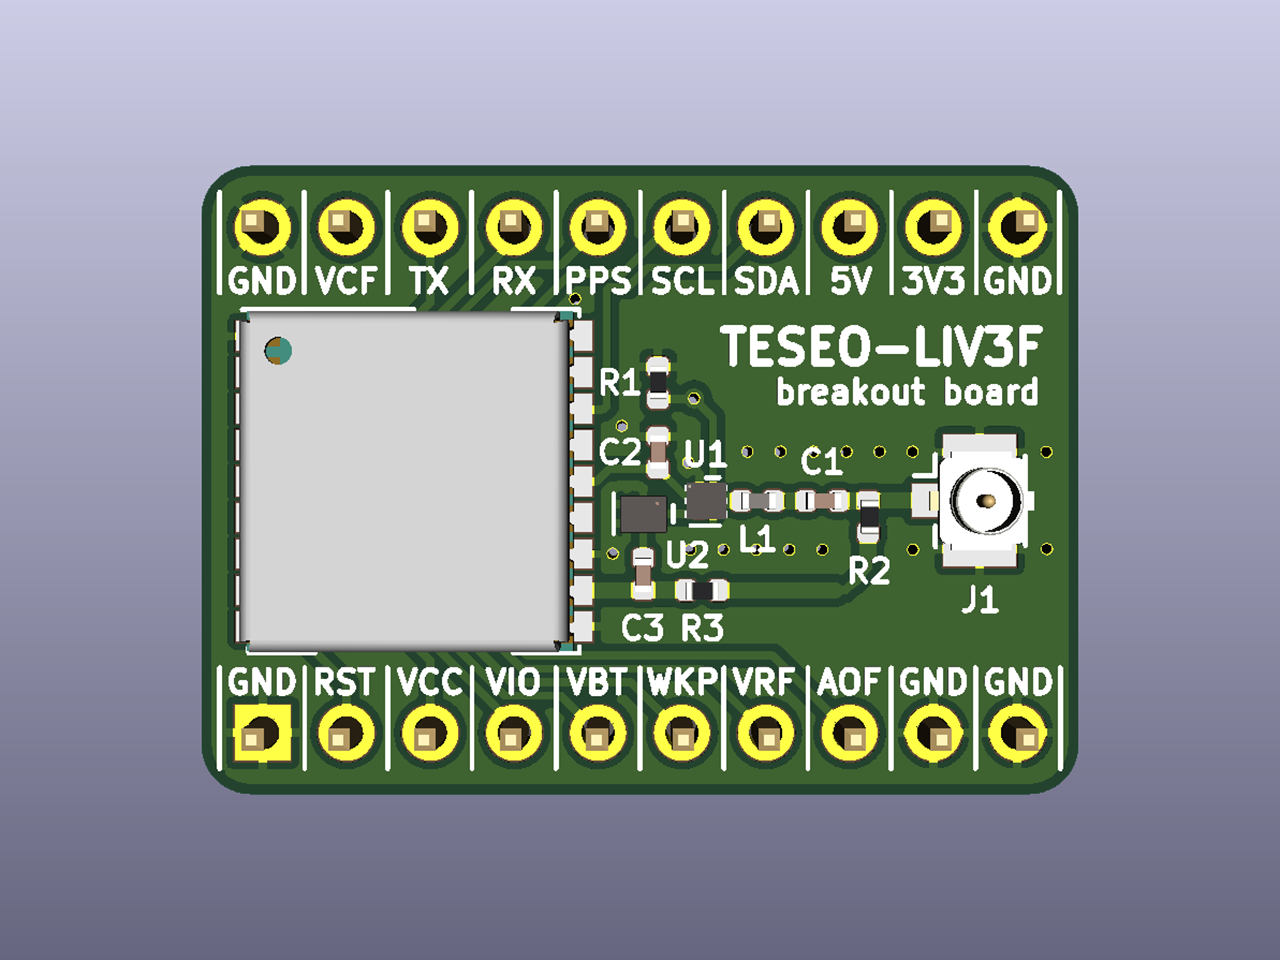 GND VCF TX RX PPS SCL SDA 5V 3V3 GND
TESEO-LIV3F
breakout board
R1
C2 U1 C1
U2 L1
R2
J1
C3 R3
GND RST VCC VIO VBT WKP VRF AOF GND GND